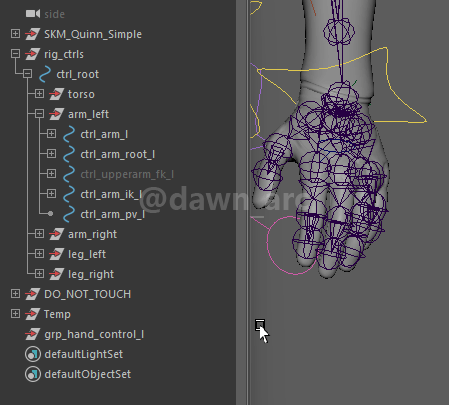 side
SKM_Quinn_Simple
rig_ctrls
ctrl_root
torso
arm_left
ctrl_arm_l
ctrl_arm_root_l
ctrl_upperarm_fk_l
ctrl_arm_ik_l
ctrl_arm_pv_l
arm_right
leg_left
leg_right
DO_NOT_TOUCH
Temp
grp_hand_control_l
defaultLightSet
defaultObjectSet